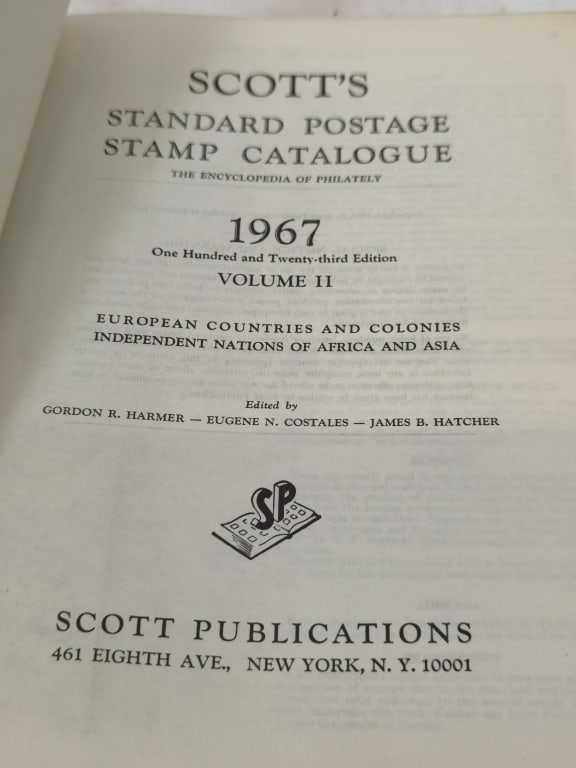 SCOTT'S
STANDARD POSTAGE
STAMP CATALOGUE
THE ENCYCLOPEDIA OF PHILATELY
1967
One Hundred and Twenty-third Edition
VOLUME II
EUROPEAN COUNTRIES AND COLONIES
INDEPENDENT NATIONS OF AFRICA AND ASIA
Edited by
GORDON R. HARMER — EUGENE N. COSTALES — JAMES B. HATCHER
SP
SCOTT PUBLICATIONS
461 EIGHTH AVE., NEW YORK, N. Y. 10001